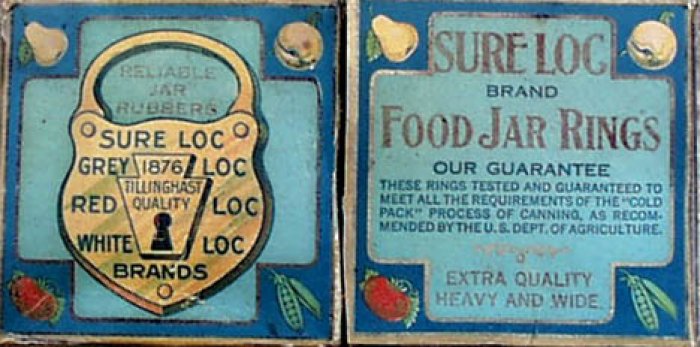 RELIABLE
JAR
RUBBERS
SURE LOC
GREY 1876 LOC
TILLINGHAST
RED QUALITY LOC
WHITE LOC
BRANDS
SURE LOC
BRAND
FOOD JAR RINGS
OUR GUARANTEE
THESE RINGS TESTED AND GUARANTEED TO
MEET ALL THE REQUIREMENTS OF THE "COLD
PACK" PROCESS OF CANNING, AS RECOM-
MENDED BY THE U.S. DEPT. OF AGRICULTURE.
EXTRA QUALITY
HEAVY AND WIDE